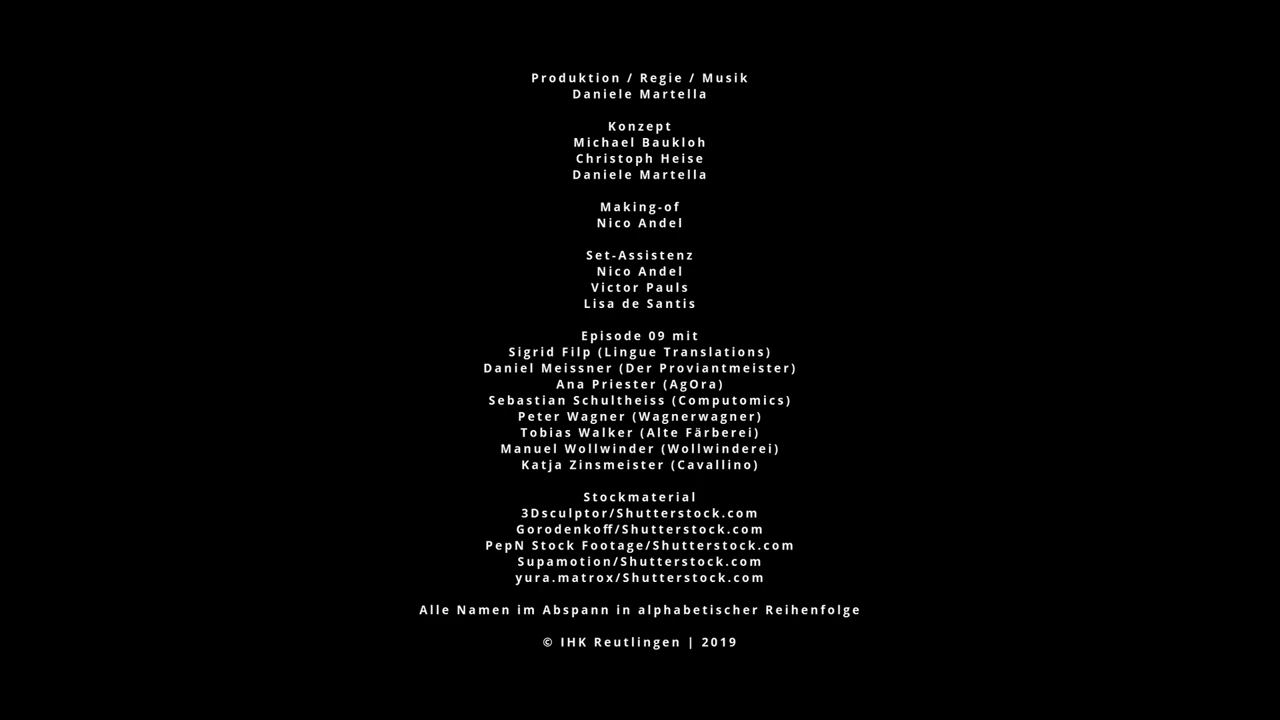 Produktion / Regie / Musik
Daniele Martella
Konzept
Michael Baukloh
Christoph Heise
Daniele Martella
Making-of
Nico Andel
Set-Assistenz
Nico Andel
Victor Pauls
Lisa de Santis
Episode 09 mit
Sigrid Filp (Lingue Translations)
Daniel Meissner (Der Proviantmeister)
Ana Priester (AgOra)
Sebastian Schultheiss (Computomics)
Peter Wagner (Wagnerwagner)
Tobias Walker (Alte Färberei)
Manuel Wollwinder (Wollwinderei)
Katja Zinsmeister (Cavallino)
Stockmaterial
3Dsculptor/Shutterstock.com
Gorodenkoff/Shutterstock.com
PepN Stock Footage/Shutterstock.com
Supamotion/Shutterstock.com
yura.matrox/Shutterstock.com
Alle Namen im Abspann in alphabetischer Reihenfolge
© IHK Reutlingen | 2019